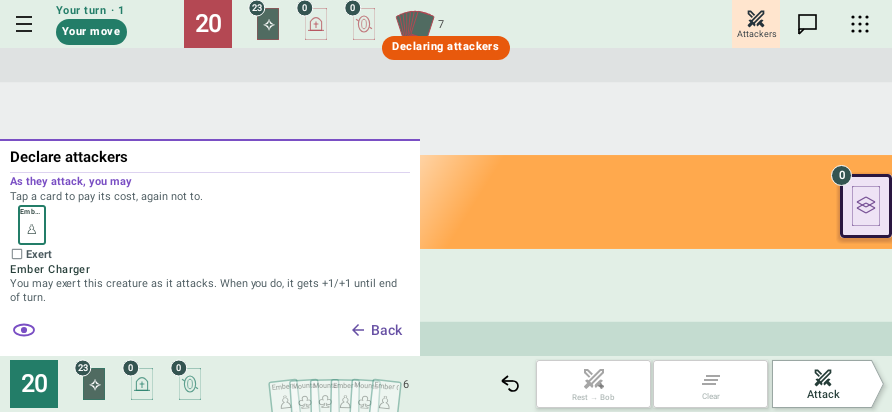 Your turn · 1
Your move
20
23
0
0
7
Declaring attackers
Attackers
Declare attackers
As they attack, you may
Tap a card to pay its cost, again not to.
Emb…
Exert
Ember Charger
You may exert this creature as it attacks. When you do, it gets +1/+1 until end
of turn.
Back
0
20
23
0
0
6
Rest → Bob
Clear
Attack